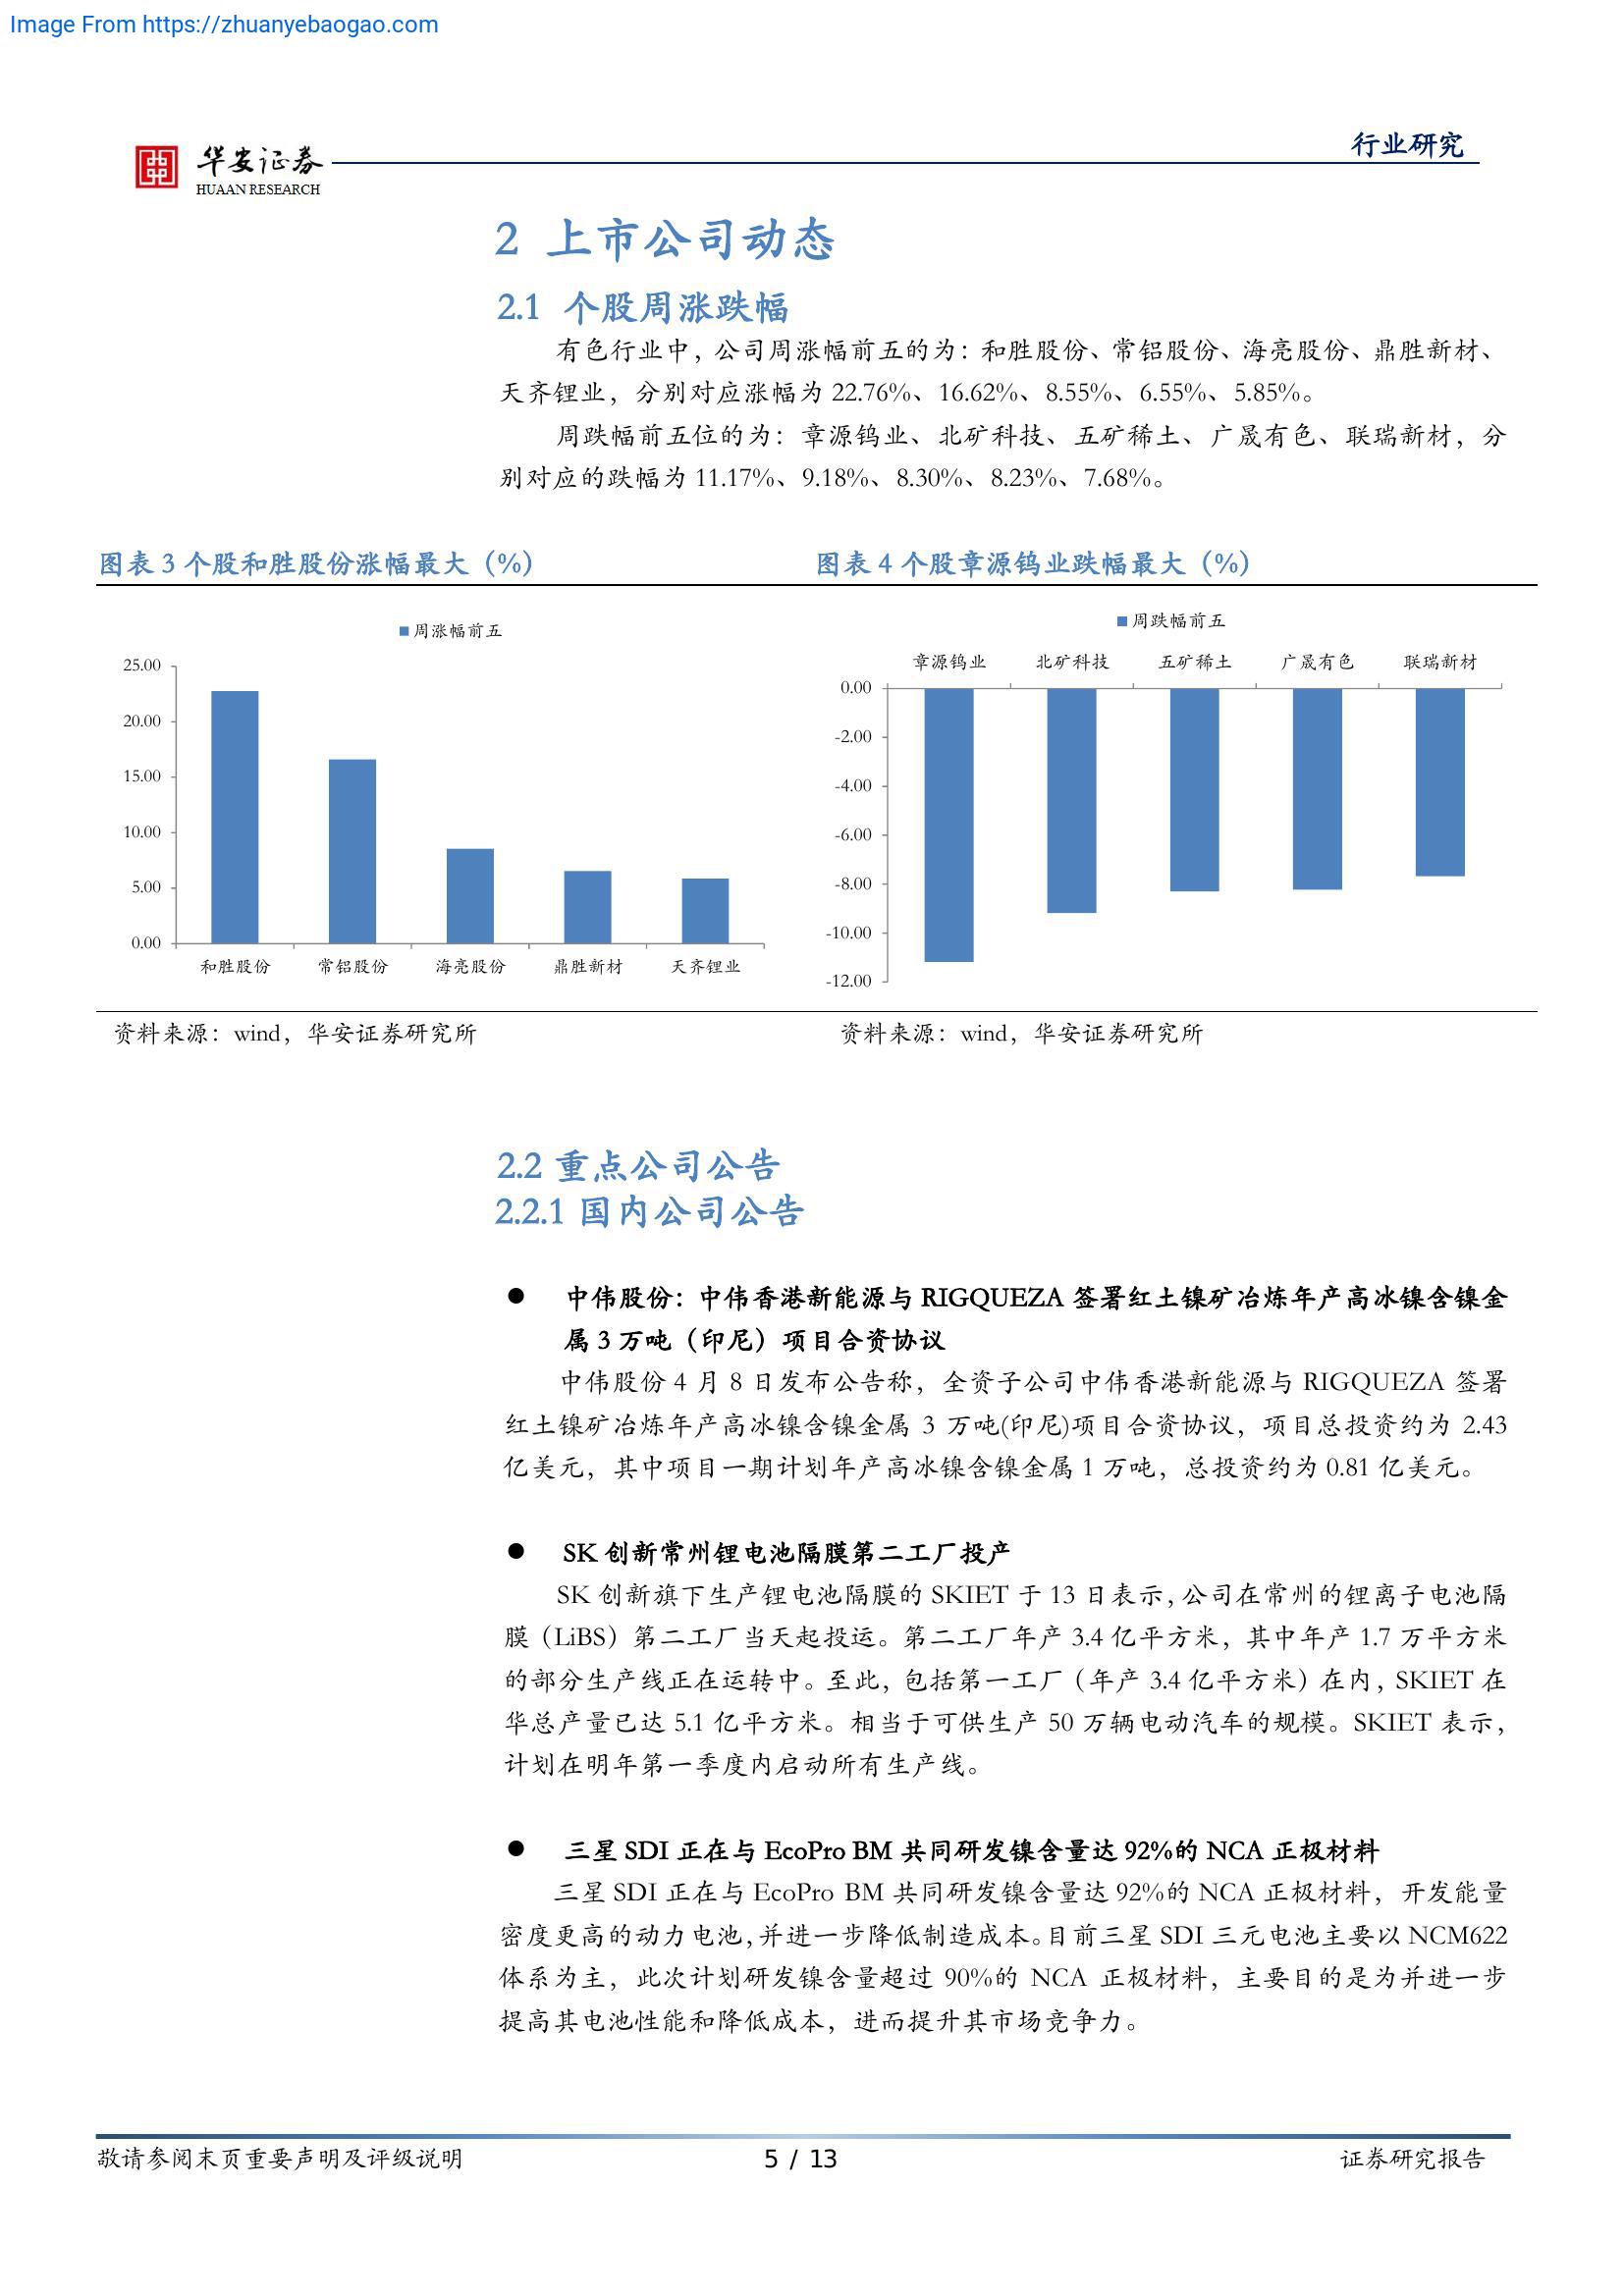 Image From https://zhuanyebaogao.com
华安证券
HUAAN RESEARCH
行业研究
2 上市公司动态
2.1 个股周涨跌幅
有色行业中，公司周涨幅前五的为：和胜股份、常铝股份、海亮股份、鼎胜新材、
天齐锂业，分别对应涨幅为 22.76%、16.62%、8.55%、6.55%、5.85%。
周跌幅前五位的为：章源钨业、北矿科技、五矿稀土、广晟有色、联瑞新材，分
别对应的跌幅为 11.17%、9.18%、8.30%、8.23%、7.68%。
图表 3 个股和胜股份涨幅最大（%）
周涨幅前五
25.00
20.00
15.00
10.00
5.00
0.00
和胜股份 常铝股份 海亮股份 鼎胜新材 天齐锂业
资料来源：wind，华安证券研究所
图表 4 个股章源钨业跌幅最大（%）
周跌幅前五
章源钨业 北矿科技 五矿稀土 广晟有色 联瑞新材
0.00
-2.00
-4.00
-6.00
-8.00
-10.00
-12.00
资料来源：wind，华安证券研究所
2.2 重点公司公告
2.2.1 国内公司公告
● 中伟股份：中伟香港新能源与 RIGQUEZA 签署红土镍矿冶炼年产高冰镍含镍金
属 3 万吨（印尼）项目合资协议
中伟股份 4 月 8 日发布公告称，全资子公司中伟香港新能源与 RIGQUEZA 签署
红土镍矿冶炼年产高冰镍含镍金属 3 万吨(印尼)项目合资协议，项目总投资约为 2.43
亿美元，其中项目一期计划年产高冰镍含镍金属 1 万吨，总投资约为 0.81 亿美元。
● SK 创新常州锂电池隔膜第二工厂投产
SK 创新旗下生产锂电池隔膜的 SKIET 于 13 日表示，公司在常州的锂离子电池隔
膜（LiBS）第二工厂当天起投运。第二工厂年产 3.4 亿平方米，其中年产 1.7 万平方米
的部分生产线正在运转中。至此，包括第一工厂（年产 3.4 亿平方米）在内，SKIET 在
华总产量已达 5.1 亿平方米。相当于可供生产 50 万辆电动汽车的规模。SKIET 表示，
计划在明年第一季度内启动所有生产线。
● 三星 SDI 正在与 EcoPro BM 共同研发镍含量达 92%的 NCA 正极材料
三星 SDI 正在与 EcoPro BM 共同研发镍含量达 92%的 NCA 正极材料，开发能量
密度更高的动力电池，并进一步降低制造成本。目前三星 SDI 三元电池主要以 NCM622
体系为主，此次计划研发镍含量超过 90%的 NCA 正极材料，主要目的是为并进一步
提高其电池性能和降低成本，进而提升其市场竞争力。
敬请参阅末页重要声明及评级说明
5 / 13
证券研究报告